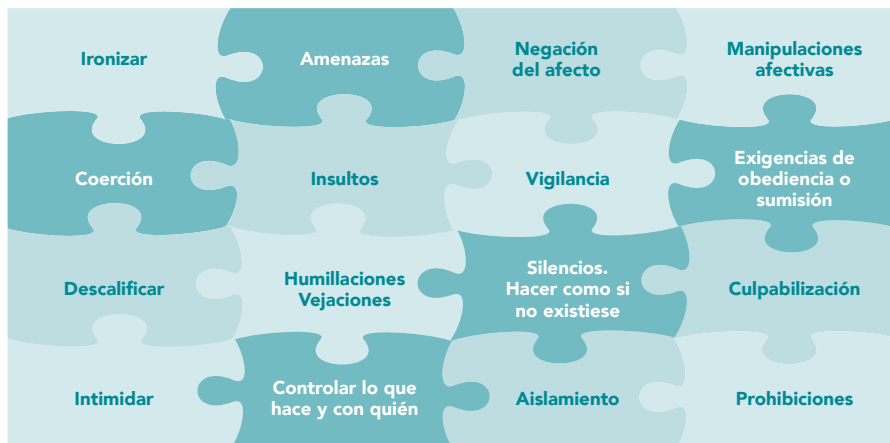 Ironizar
Amenazas
Negación
del afecto
Manipulaciones
afectivas
Coerción
Insultos
Vigilancia
Exigencias de
obediencia o
sumisión
Descalificar
Humillaciones
Vejaciones
Silencios.
Hacer como si
no existiese
Culpabilización
Intimidar
Controlar lo que
hace y con quién
Aislamiento
Prohibiciones